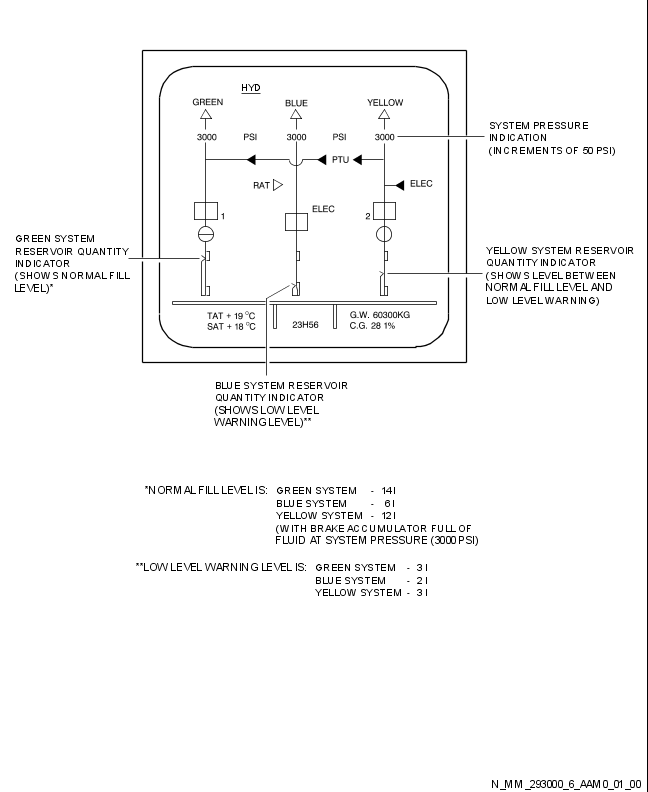 HYD
GREEN BLUE YELLOW
3000 PSI 3000 PSI 3000
SYSTEM PRESSURE
INDICATION
(INCREMENTS OF 50 PSI)
PTU
RAT ELEC
1 ELEC 2
GREEN SYSTEM
RESERVOIR QUANTITY
INDICATOR
(SHOWS NORMAL FILL
LEVEL)*
YELLOW SYSTEM RESERVOIR
QUANTITY INDICATOR
(SHOWS LEVEL BETWEEN
NORMAL FILL LEVEL AND
LOW LEVEL WARNING)
TAT + 19 °C G.W. 60300KG
SAT + 18 °C 23H56 C.G. 28 1%
BLUE SYSTEM RESERVOIR
QUANTITY INDICATOR
(SHOWS LOW LEVEL
WARNING LEVEL)**
*NORMAL FILL LEVEL IS: GREEN SYSTEM - 14 l
BLUE SYSTEM - 6 l
YELLOW SYSTEM - 12 l
(WITH BRAKE ACCUMULATOR FULL OF
FLUID AT SYSTEM PRESSURE (3000 PSI)
**LOW LEVEL WARNING LEVEL IS: GREEN SYSTEM - 3 l
BLUE SYSTEM - 2 l
YELLOW SYSTEM - 3 l
N_MM_293000_6_AAM0_01_00